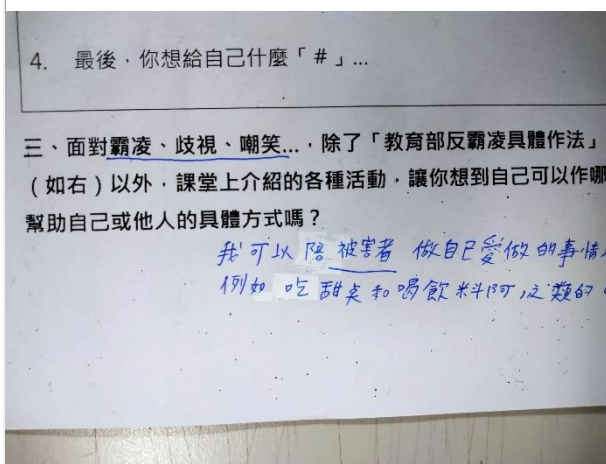 4. 最後，你想給自己什麼「#」...
三、面對霸凌、歧視、嘲笑...，除了「教育部反霸凌具體作法」
（如右）以外，課堂上介紹的各種活動，讓你想到自己可以作哪
幫助自己或他人的具體方式嗎？
我可以陪被害者 做自己愛做的事情
例如 吃甜點和喝飲料阿,之類的